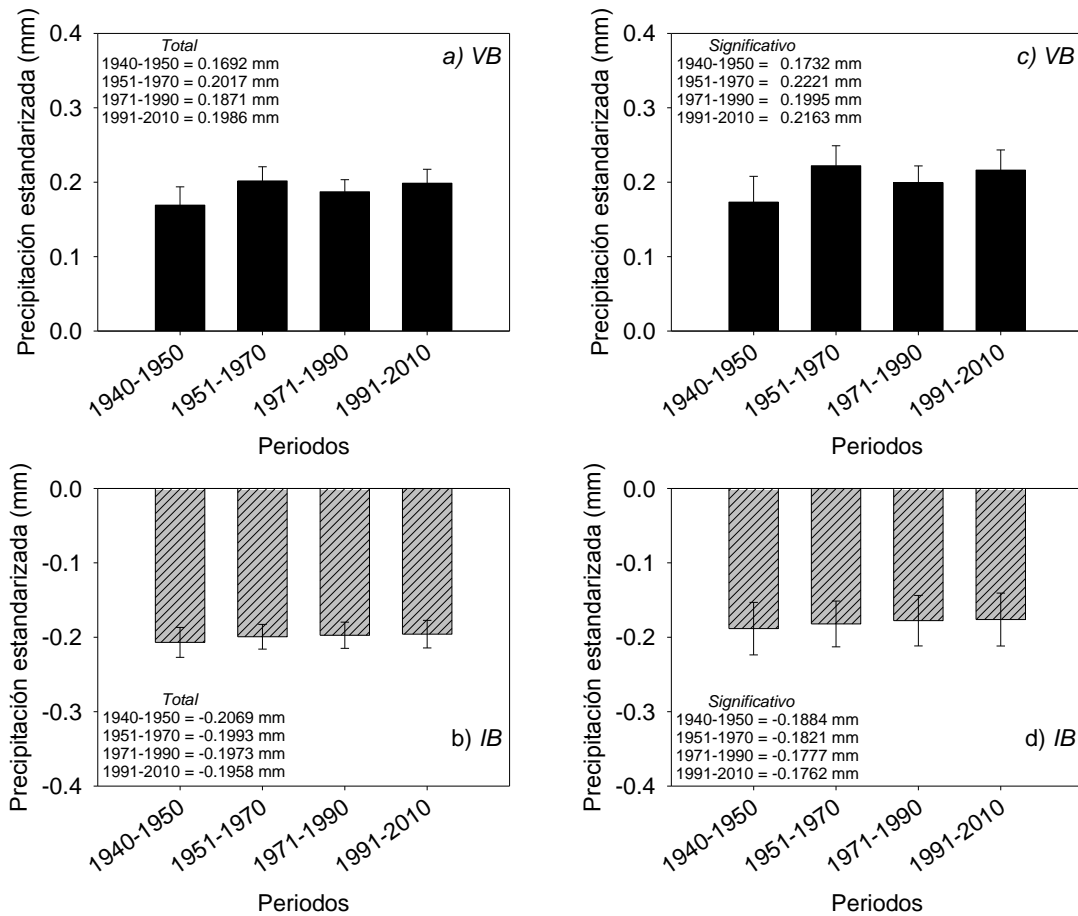 Precipitación estandarizada (mm)
0.4
0.3
0.2
0.1
0.0
Total
1940-1950 = 0.1692 mm
1951-1970 = 0.2017 mm
1971-1990 = 0.1871 mm
1991-2010 = 0.1986 mm
a) VB
1940-1950
1951-1970
1971-1990
1991-2010
Periodos
Precipitación estandarizada (mm)
0.4
0.3
0.2
0.1
0.0
Significativo
1940-1950 = 0.1732 mm
1951-1970 = 0.2221 mm
1971-1990 = 0.1995 mm
1991-2010 = 0.2163 mm
c) VB
1940-1950
1951-1970
1971-1990
1991-2010
Periodos
Precipitación estandarizada (mm)
0.0
-0.1
-0.2
-0.3
-0.4
Total
1940-1950 = -0.2069 mm
1951-1970 = -0.1993 mm
1971-1990 = -0.1973 mm
1991-2010 = -0.1958 mm
b) IB
1940-1950
1951-1970
1971-1990
1991-2010
Periodos
Precipitación estandarizada (mm)
0.0
-0.1
-0.2
-0.3
-0.4
Significativo
1940-1950 = -0.1884 mm
1951-1970 = -0.1821 mm
1971-1990 = -0.1777 mm
1991-2010 = -0.1762 mm
d) IB
1940-1950
1951-1970
1971-1990
1991-2010
Periodos